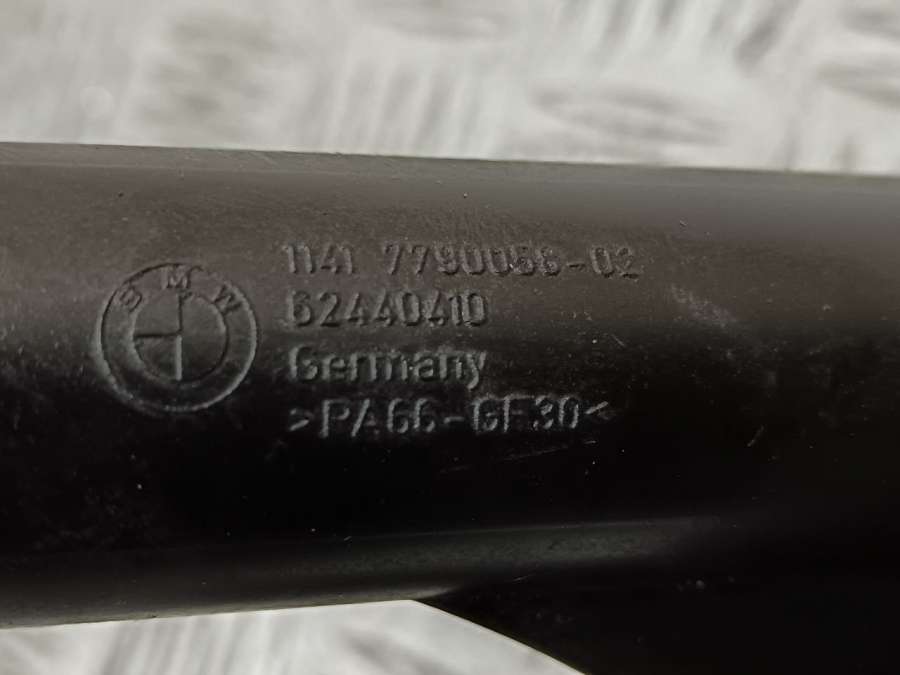 BMW
1141 7790056-02
62440410
Germany
>PA66-GF30<